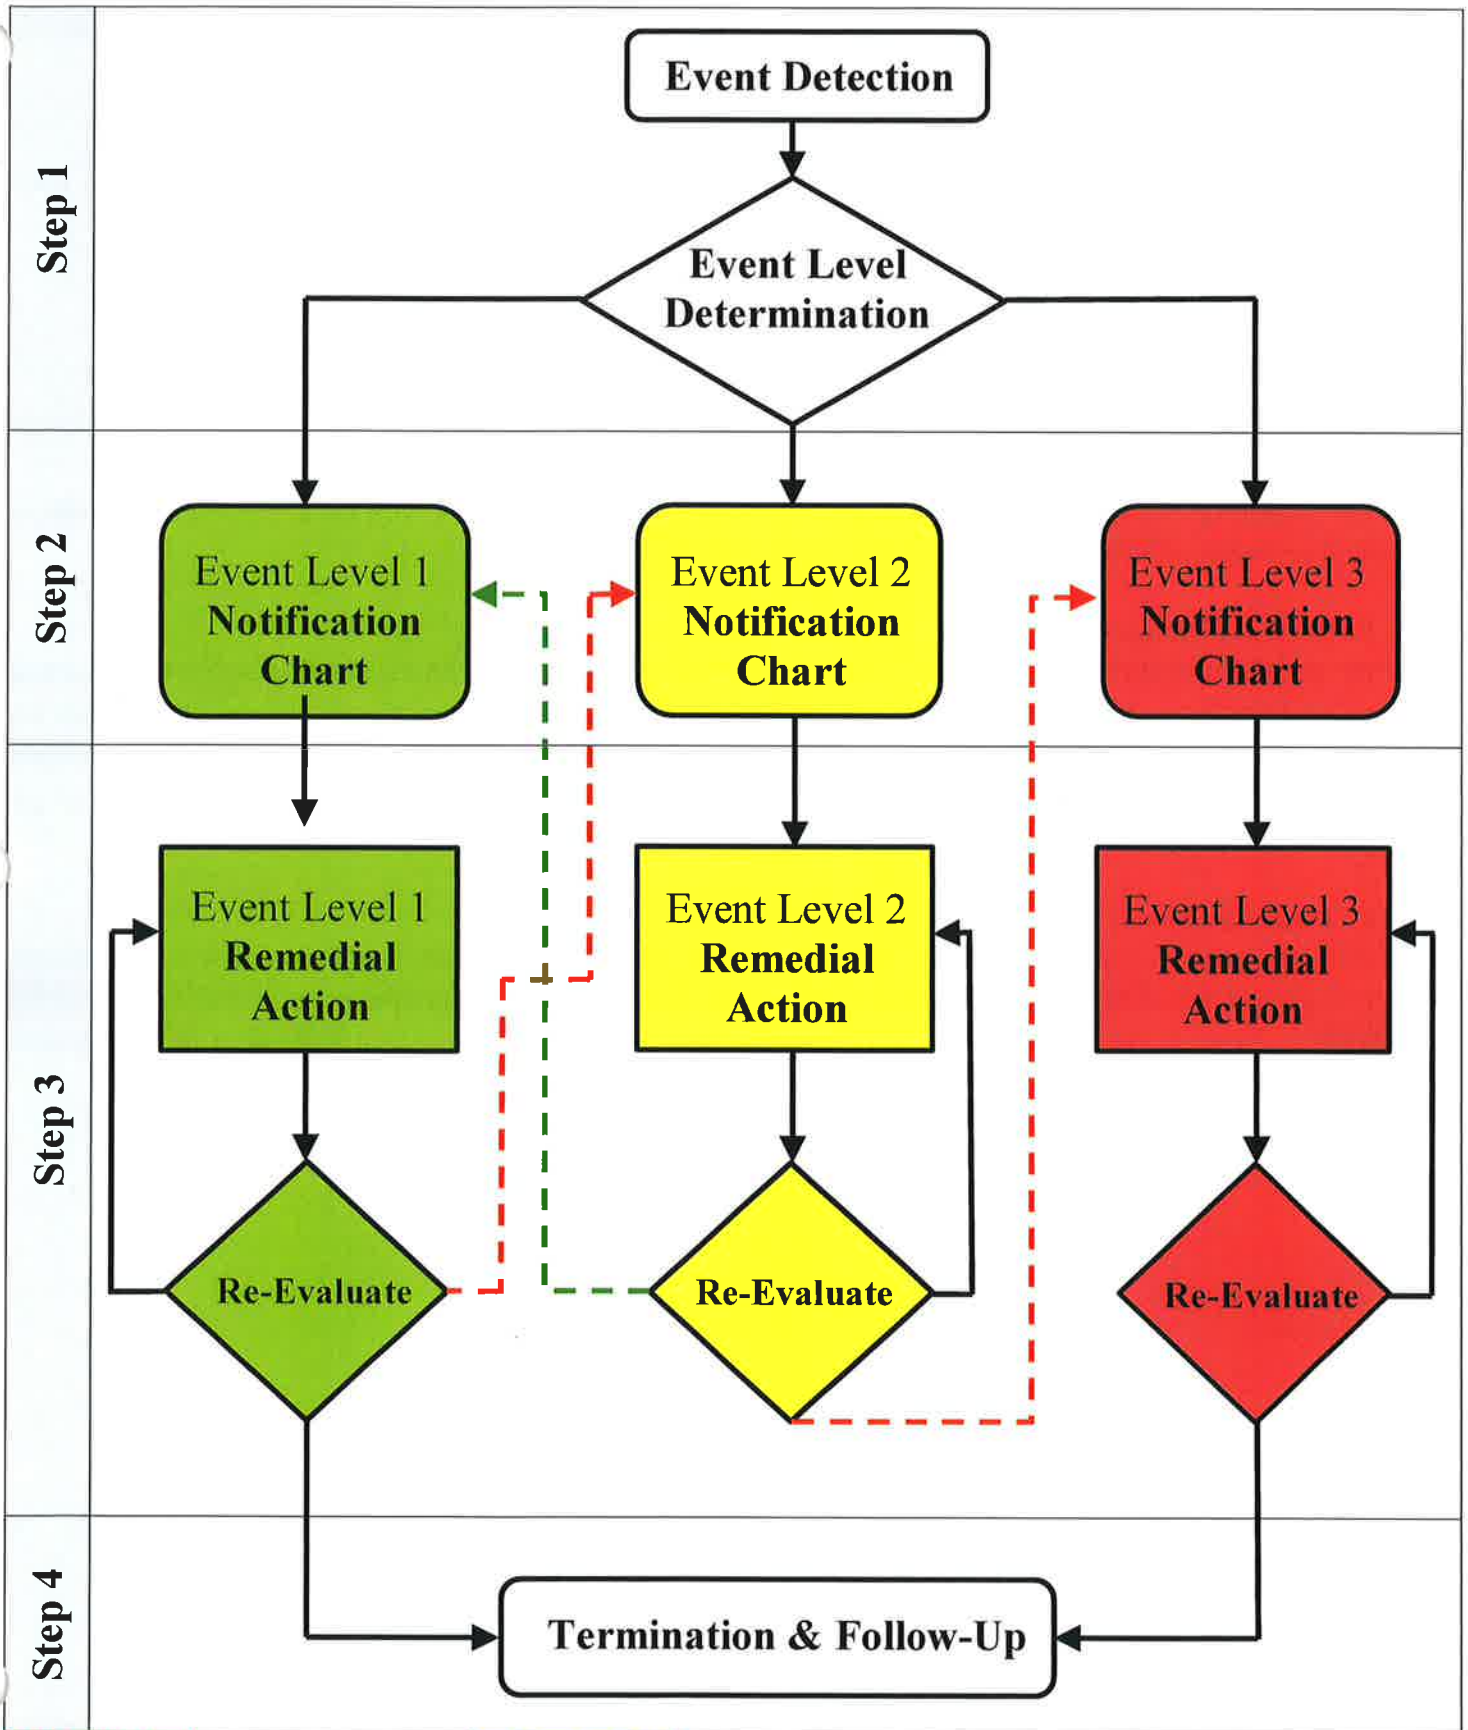 Step 1
Event Detection
Event Level
Determination
Step 2
Event Level 1
Notification
Chart
Event Level 2
Notification
Chart
Event Level 3
Notification
Chart
Step 3
Event Level 1
Remedial
Action
Event Level 2
Remedial
Action
Event Level 3
Remedial
Action
Re-Evaluate
Re-Evaluate
Re-Evaluate
Step 4
Termination & Follow-Up